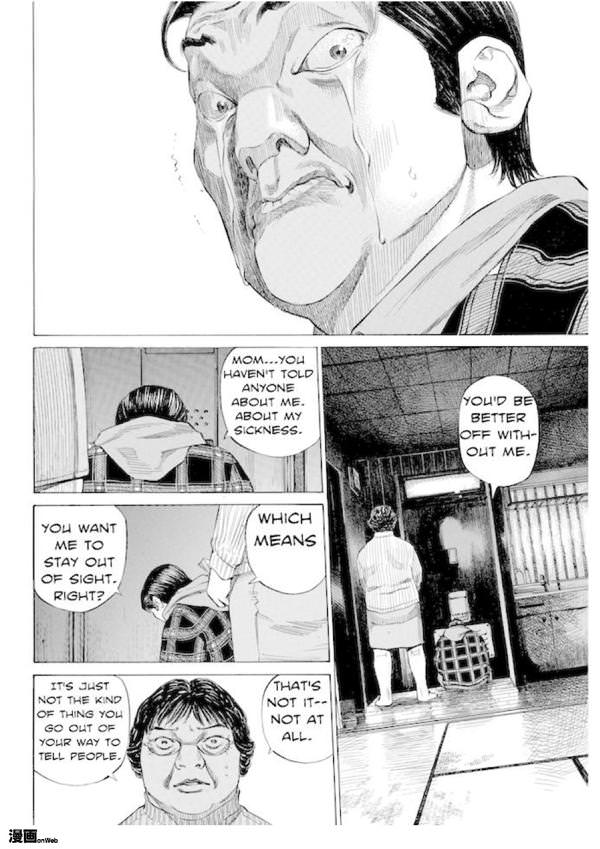 YOU'D BE
BETTER
OFF WITH-
OUT ME.
MOM...YOU
HAVEN'T TOLD
ANYONE
ABOUT ME.
ABOUT MY
SICKNESS.
WHICH
MEANS
YOU WANT
ME TO
STAY OUT
OF SIGHT.
RIGHT?
THAT'S
NOT IT--
NOT AT
ALL.
IT'S JUST
NOT THE KIND
OF THING YOU
GO OUT OF
YOUR WAY TO
TELL PEOPLE.
漫画onWeb